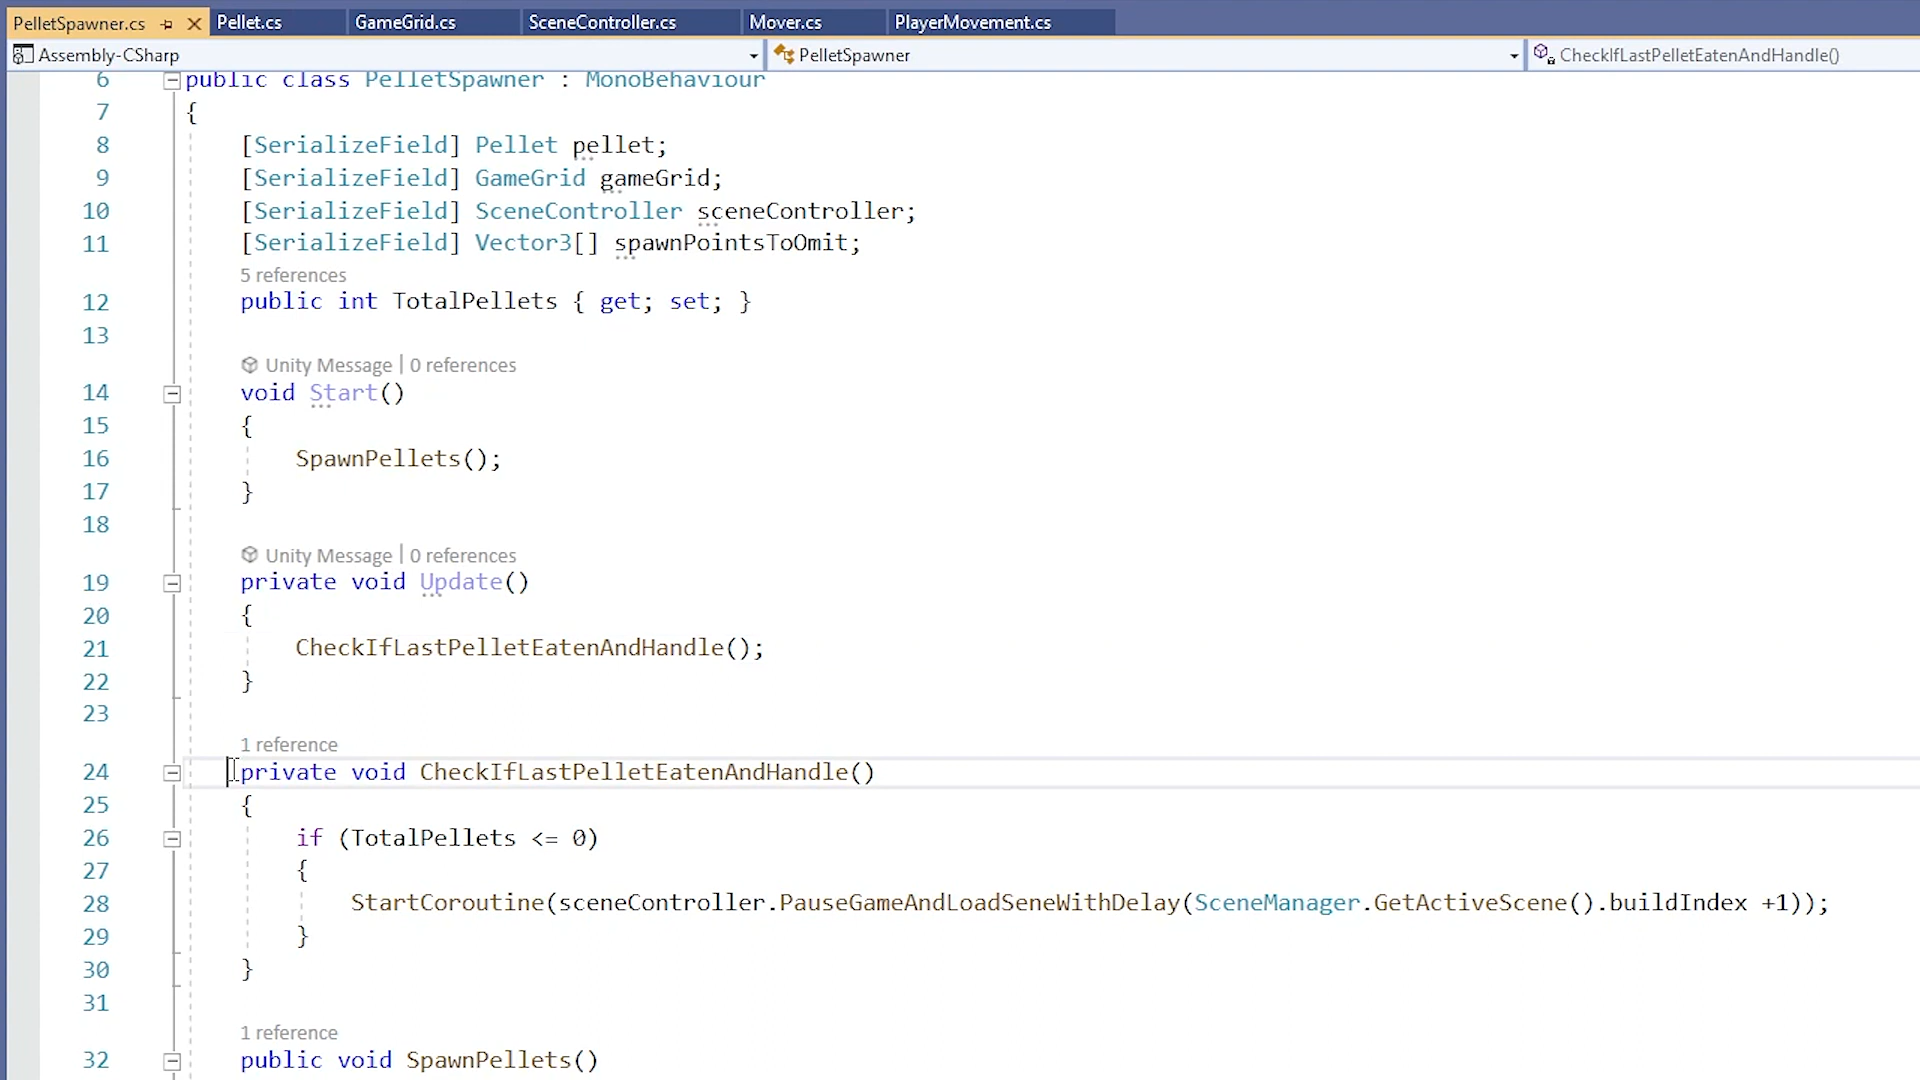 PelletSpawner.cs Pellet.cs GameGrid.cs SceneController.cs Mover.cs PlayerMovement.cs
Assembly-CSharp PelletSpawner CheckIfLastPelletEatenAndHandle()
6 public class PelletSpawner : MonoBehaviour
7 {
8 [SerializeField] Pellet pellet;
9 [SerializeField] GameGrid gameGrid;
10 [SerializeField] SceneController sceneController;
11 [SerializeField] Vector3[] spawnPointsToOmit;
5 references
12 public int TotalPellets { get; set; }
13
Unity Message | 0 references
14 void Start()
15 {
16 SpawnPellets();
17 }
18
Unity Message | 0 references
19 private void Update()
20 {
21 CheckIfLastPelletEatenAndHandle();
22 }
23
1 reference
24 private void CheckIfLastPelletEatenAndHandle()
25 {
26 if (TotalPellets <= 0)
27 {
28 StartCoroutine(sceneController.PauseGameAndLoadSeneWithDelay(SceneManager.GetActiveScene().buildIndex +1));
29 }
30 }
31
1 reference
32 public void SpawnPellets()